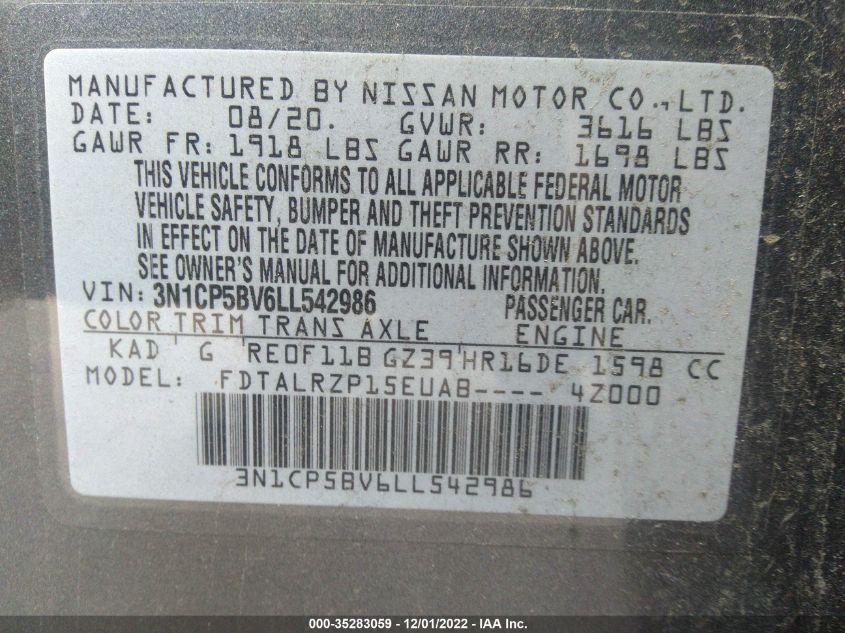 MANUFACTURED BY NISSAN MOTOR CO., LTD.
DATE: 08/20. GVWR: 3616 LBS
GAWR FR: 1918 LBS GAWR RR: 1698 LBS
THIS VEHICLE CONFORMS TO ALL APPLICABLE FEDERAL MOTOR
VEHICLE SAFETY, BUMPER AND THEFT PREVENTION STANDARDS
IN EFFECT ON THE DATE OF MANUFACTURE SHOWN ABOVE.
SEE OWNER'S MANUAL FOR ADDITIONAL INFORMATION.
VIN: 3N1CP5BV6LL542986 PASSENGER CAR.
COLOR TRIM TRANS AXLE ENGINE
KAD G RE0F11B GZ39 HR16DE 1598 CC
MODEL: FDTALRZP15EUAB---- 4Z000
3N1CP5BV6LL542986
000-35283059 - 12/01/2022 - IAA Inc.